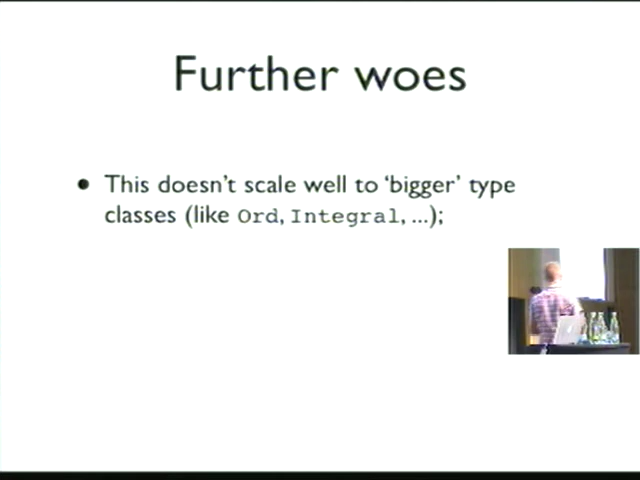 Further woes
• This doesn't scale well to ‘bigger’ type
classes (like Ord, Integral, ...);